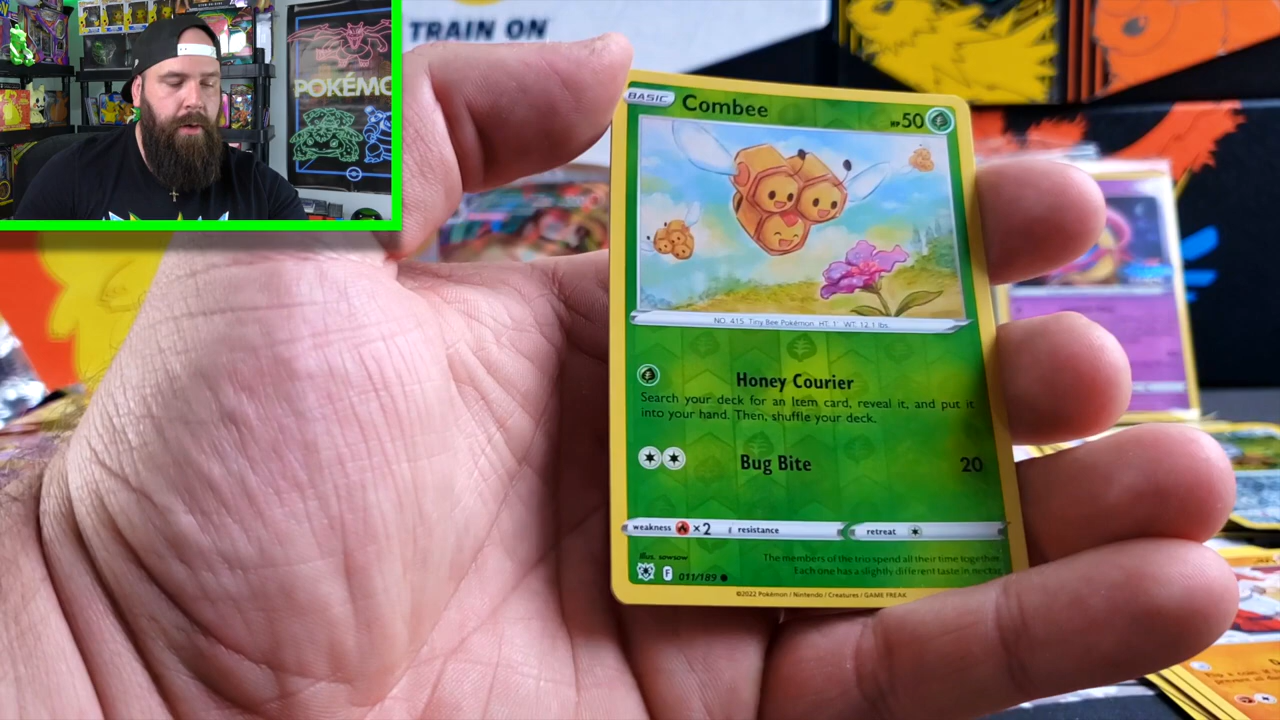 TRAIN ON
POKÉMO
BASIC
Combee
HP50
NO. 415 Tiny Bee Pokémon HT: 1' WT: 12.1 lbs.
Honey Courier
Search your deck for an Item card, reveal it, and put it
into your hand. Then, shuffle your deck.
Bug Bite
20
weakness ×2
resistance
retreat
Illus. sowsow
The members of the trio spend all their time together.
Each one has a slightly different taste in nectar.
F 011/189
©2022 Pokémon / Nintendo / Creatures / GAME FREAK